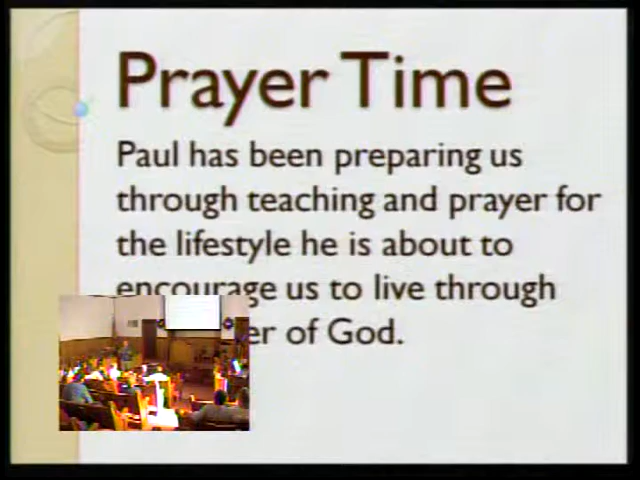 Prayer Time
Paul has been preparing us
through teaching and prayer for
the lifestyle he is about to
encourage us to live through
er of God.